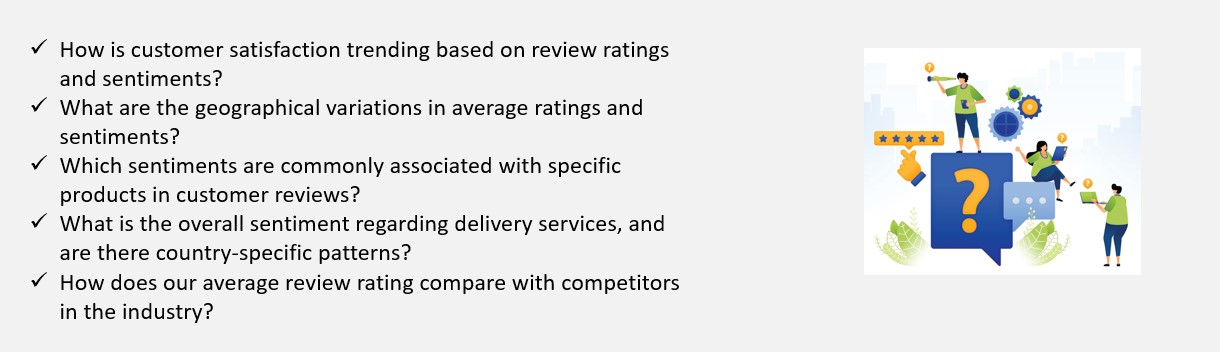 ✓ How is customer satisfaction trending based on review ratings
and sentiments?
✓ What are the geographical variations in average ratings and
sentiments?
✓ Which sentiments are commonly associated with specific
products in customer reviews?
✓ What is the overall sentiment regarding delivery services, and
are there country-specific patterns?
✓ How does our average review rating compare with competitors
in the industry?
?
?
?
?